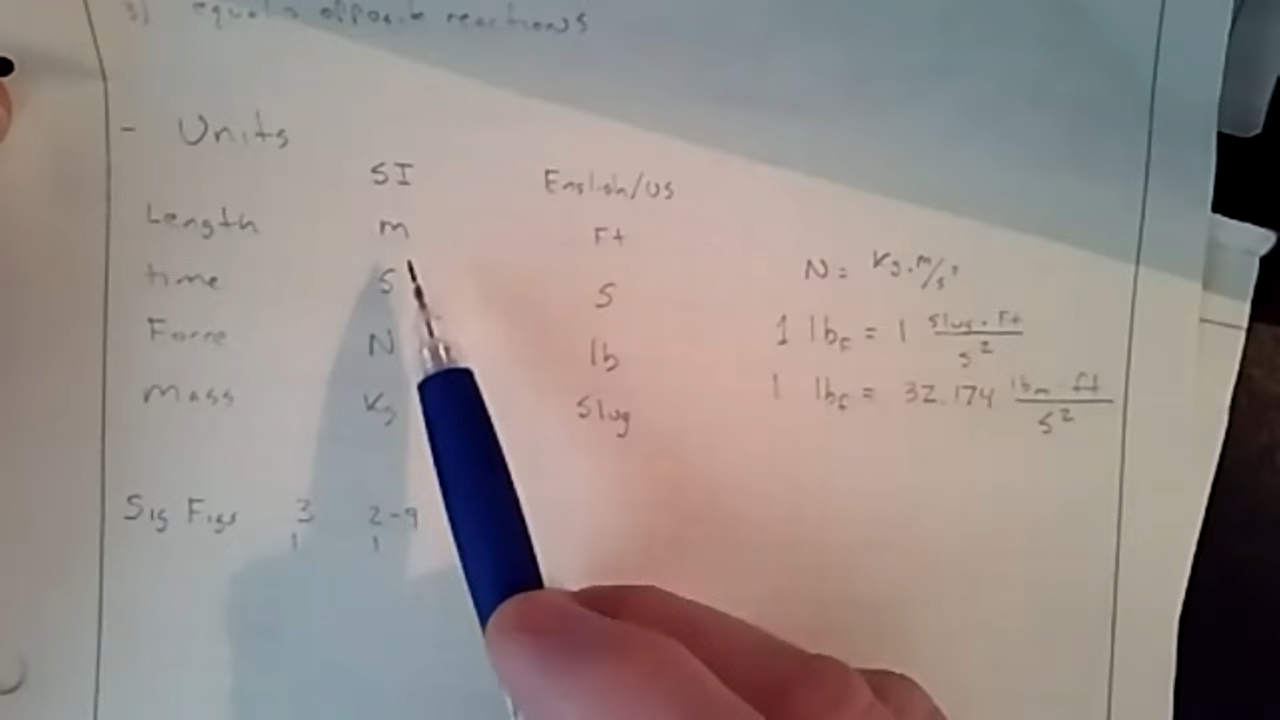 3) equal & opposite reactions
- Units
SI English/US
Length m Ft
time s s
Force N lb
Mass Kg Slug
N = Kg·m/s²
1 lbf = 1 Slug·Ft/s²
1 lbf = 32.174 lbm·ft/s²
Sig Figs 3 2-9
1 1